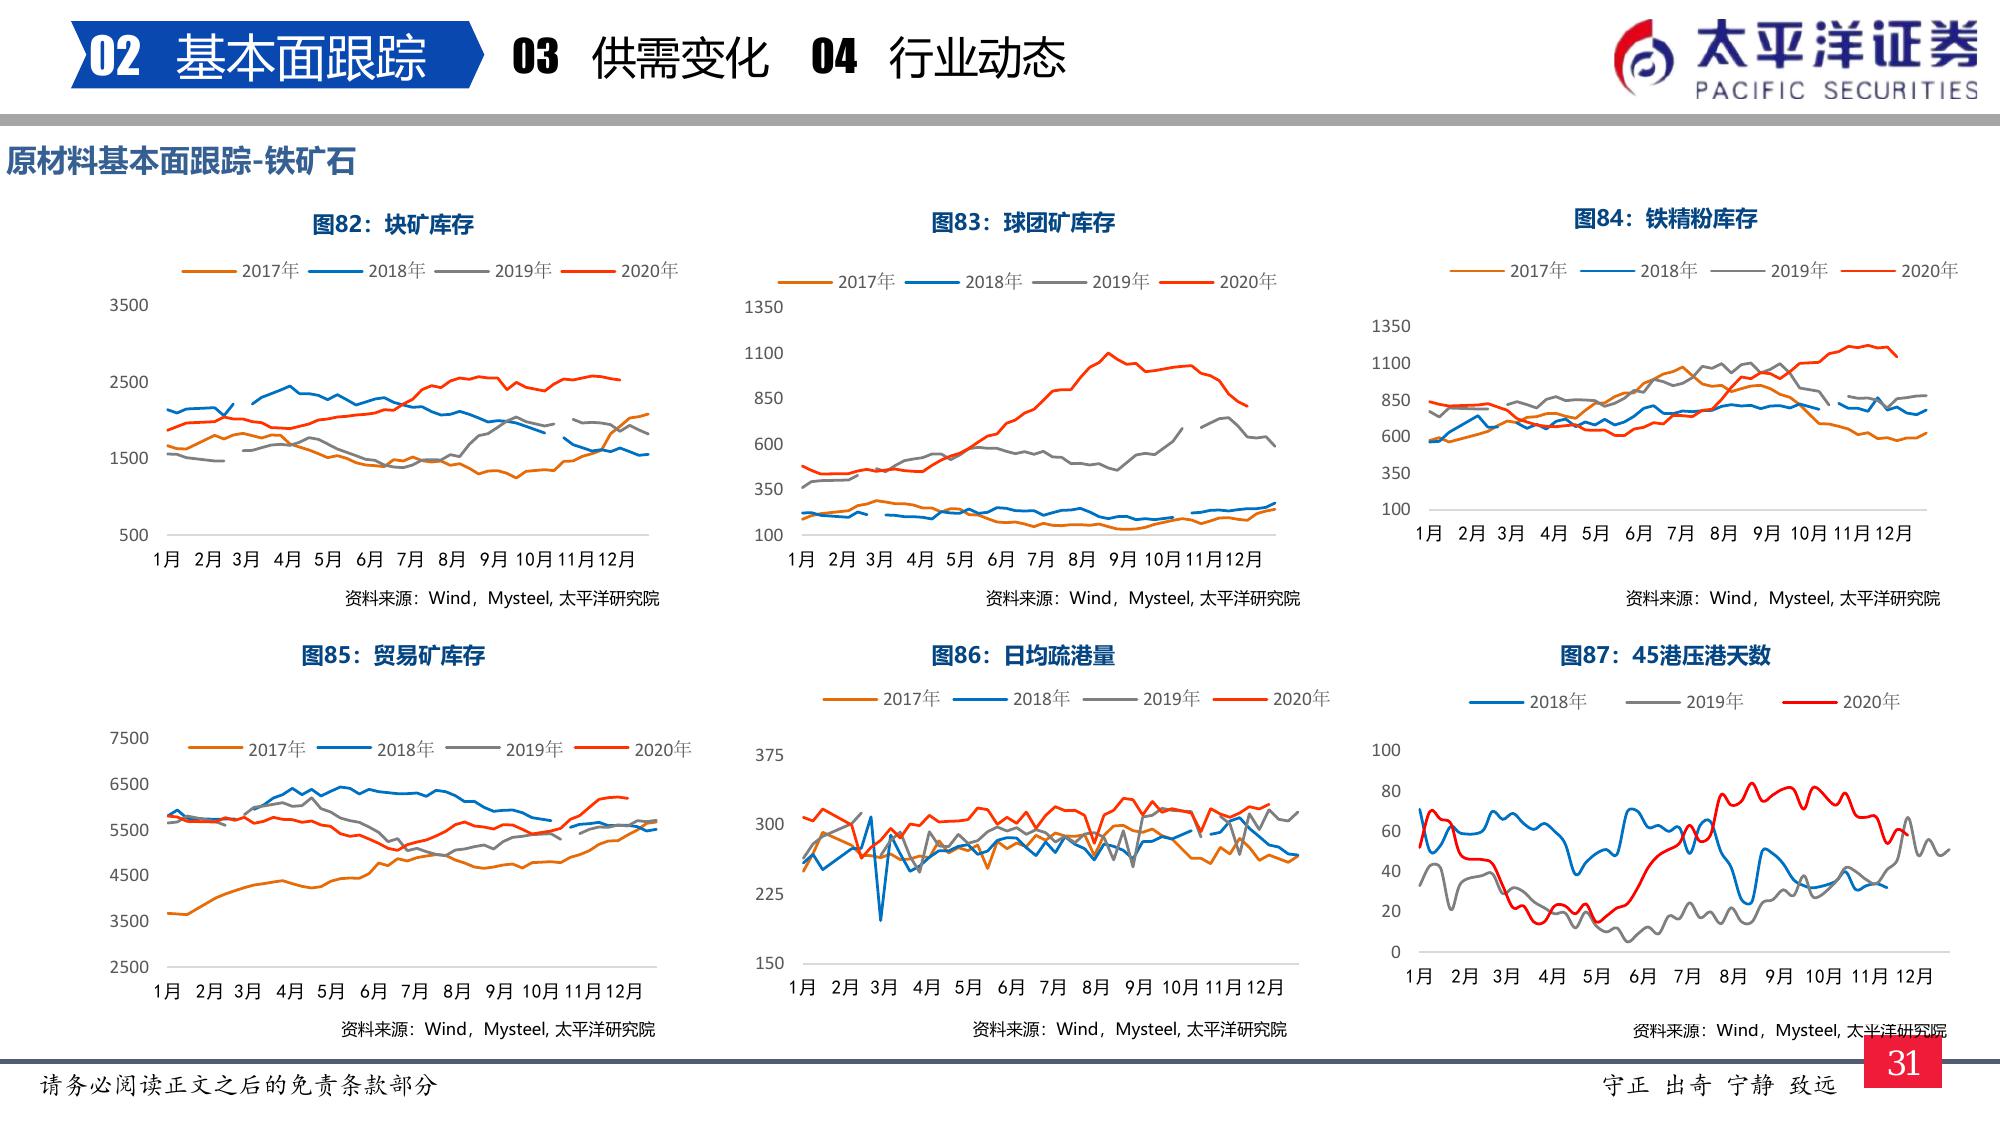 02 基本面跟踪 03 供需变化 04 行业动态
太平洋证券
PACIFIC SECURITIES
原材料基本面跟踪-铁矿石
图82：块矿库存
2017年 2018年 2019年 2020年
3500
2500
1500
500
1月 2月 3月 4月 5月 6月 7月 8月 9月 10月 11月 12月
资料来源：Wind，Mysteel, 太平洋研究院
图83：球团矿库存
2017年 2018年 2019年 2020年
1350
1100
850
600
350
100
1月 2月 3月 4月 5月 6月 7月 8月 9月 10月 11月 12月
资料来源：Wind，Mysteel, 太平洋研究院
图84：铁精粉库存
2017年 2018年 2019年 2020年
1350
1100
850
600
350
100
1月 2月 3月 4月 5月 6月 7月 8月 9月 10月 11月 12月
资料来源：Wind，Mysteel, 太平洋研究院
图85：贸易矿库存
2017年 2018年 2019年 2020年
7500
6500
5500
4500
3500
2500
1月 2月 3月 4月 5月 6月 7月 8月 9月 10月 11月 12月
资料来源：Wind，Mysteel, 太平洋研究院
图86：日均疏港量
2017年 2018年 2019年 2020年
375
300
225
150
1月 2月 3月 4月 5月 6月 7月 8月 9月 10月 11月 12月
资料来源：Wind，Mysteel, 太平洋研究院
图87：45港压港天数
2018年 2019年 2020年
100
80
60
40
20
0
1月 2月 3月 4月 5月 6月 7月 8月 9月 10月 11月 12月
资料来源：Wind，Mysteel, 太平洋研究院
请务必阅读正文之后的免责条款部分
守正 出奇 宁静 致远
31